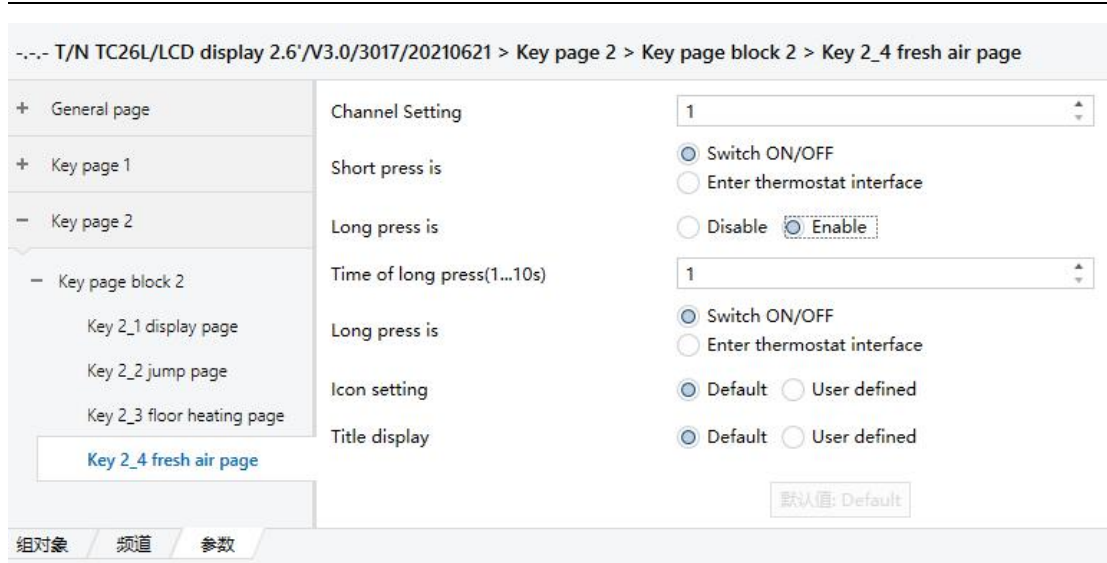 -.-.- T/N TC26L/LCD display 2.6'/V3.0/3017/20210621 > Key page 2 > Key page block 2 > Key 2_4 fresh air page
+ General page
+ Key page 1
− Key page 2
− Key page block 2
Key 2_1 display page
Key 2_2 jump page
Key 2_3 floor heating page
Key 2_4 fresh air page
Channel Setting 1
Short press is Switch ON/OFF
Enter thermostat interface
Long press is Disable Enable
Time of long press(1...10s) 1
Long press is Switch ON/OFF
Enter thermostat interface
Icon setting Default User defined
Title display Default User defined
默认值: Default
组对象 频道 参数